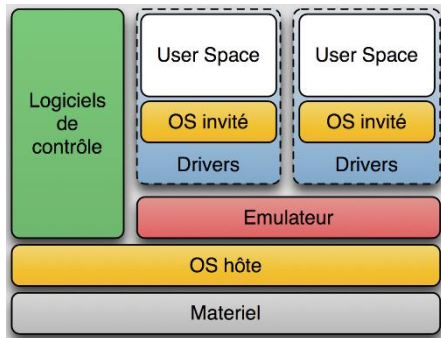 Logiciels
de
contrôle
User Space
OS invité
Drivers
User Space
OS invité
Drivers
Emulateur
OS hôte
Materiel